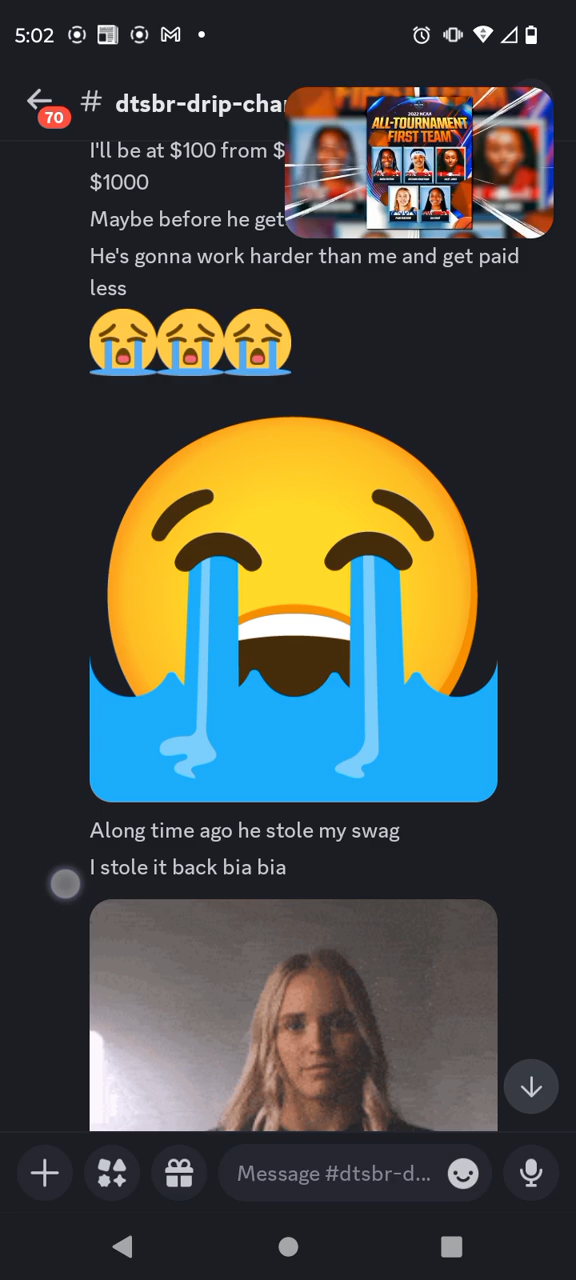 5:02
70
# dtsbr-drip-cha
I'll be at $100 from $
$1000
Maybe before he get
He's gonna work harder than me and get paid
less
2022 NCAA
ALL-TOURNAMENT
FIRST TEAM
Along time ago he stole my swag
I stole it back bia bia
Message #dtsbr-d...